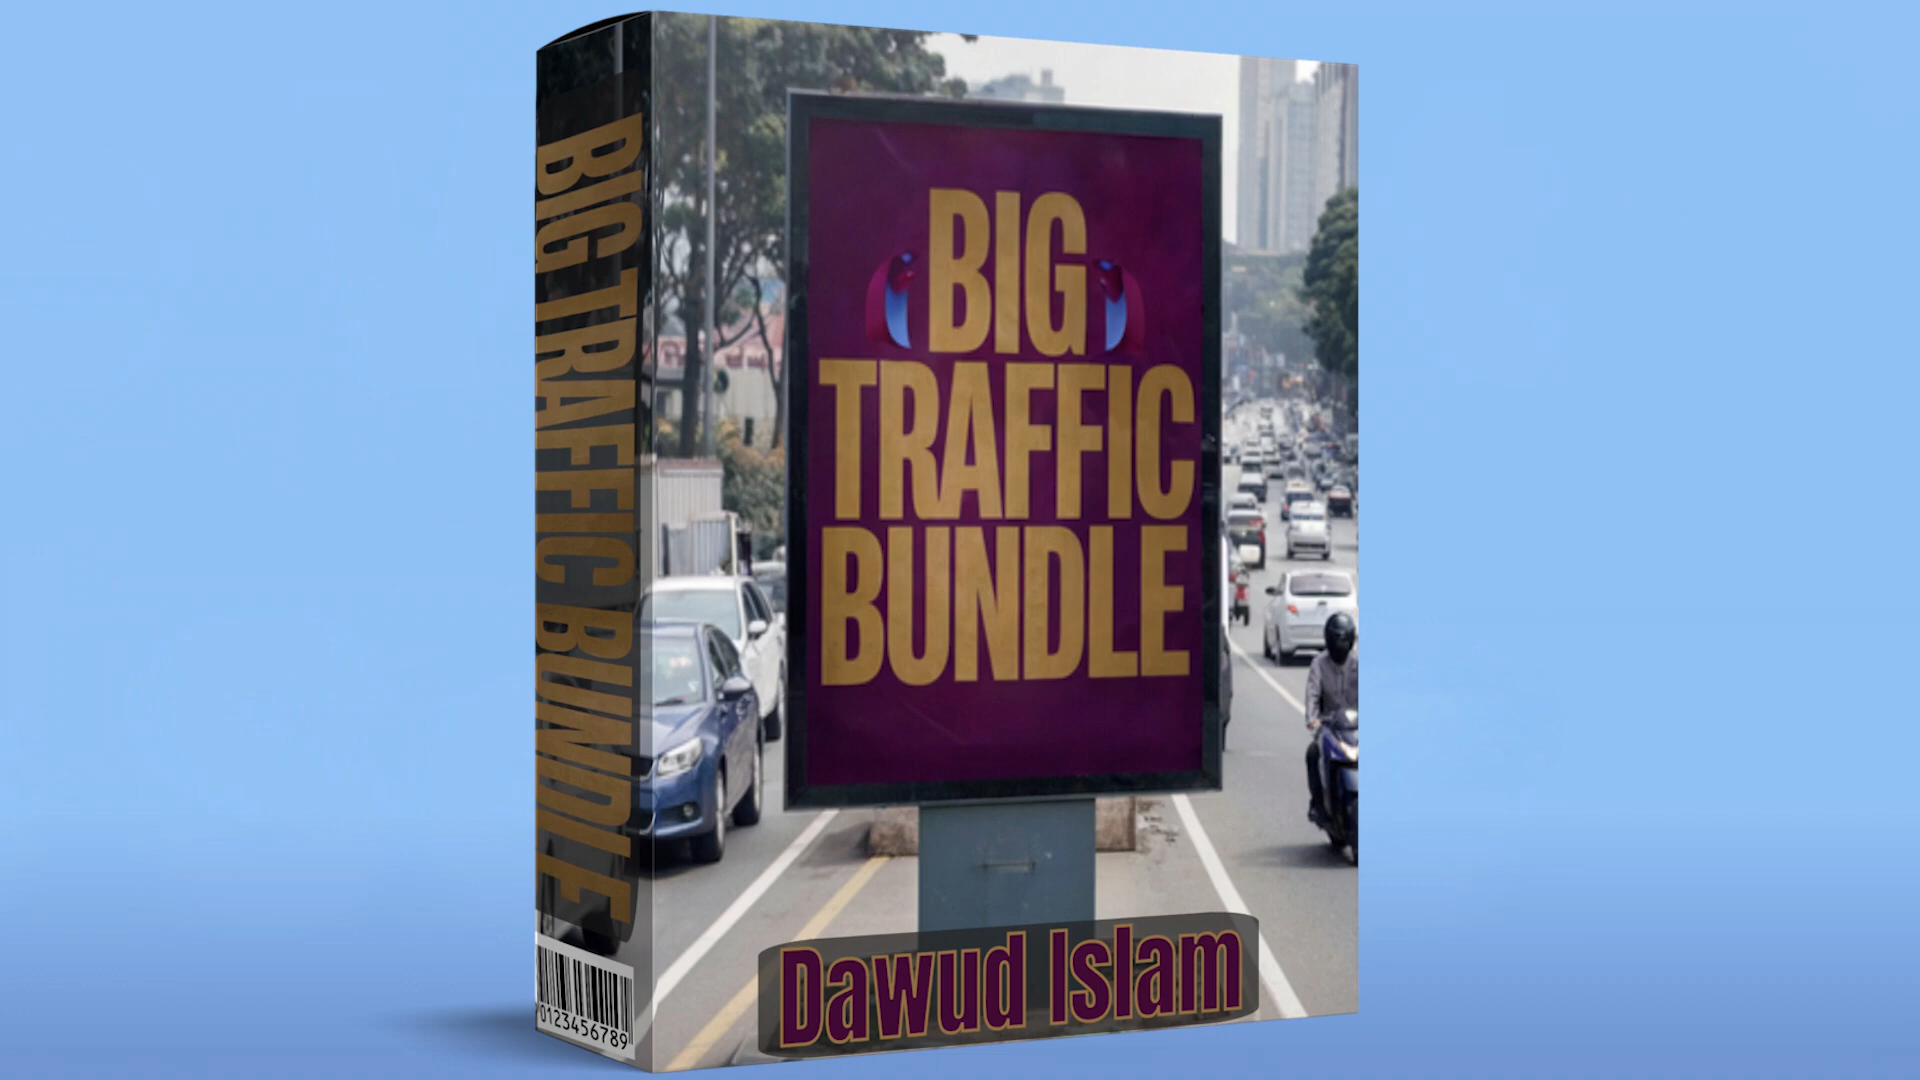 BIG TRAFFIC BUNDLE
BIG
TRAFFIC
BUNDLE
Dawud Islam
0123456789